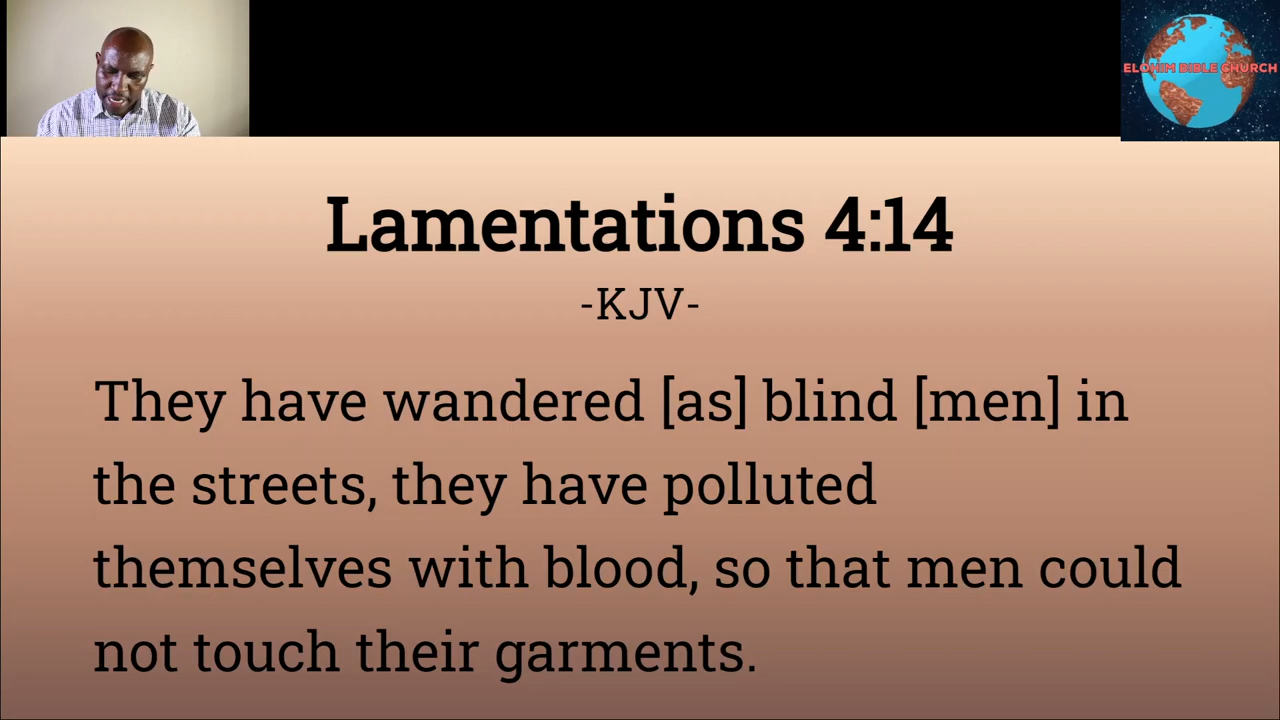 ELOHIM BIBLE CHURCH
Lamentations 4:14
-KJV-
They have wandered [as] blind [men] in
the streets, they have polluted
themselves with blood, so that men could
not touch their garments.